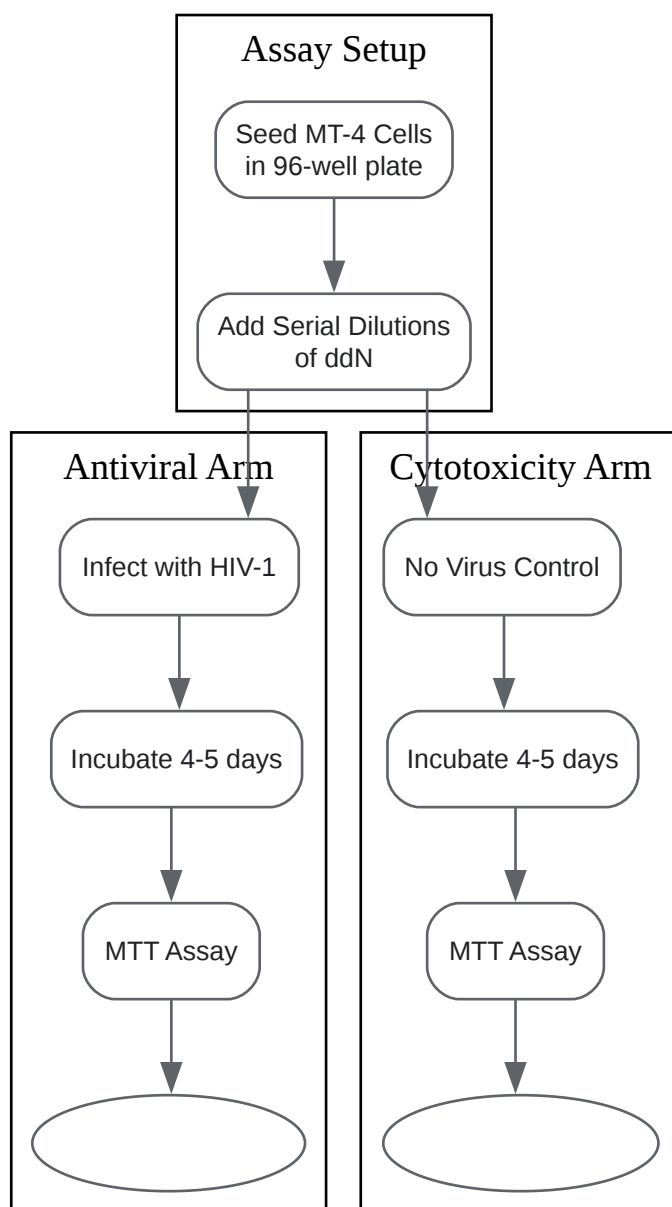 Assay Setup
Seed MT-4 Cells
in 96-well plate
Add Serial Dilutions
of ddN
Antiviral Arm
Infect with HIV-1
Incubate 4-5 days
MTT Assay
Cytotoxicity Arm
No Virus Control
Incubate 4-5 days
MTT Assay